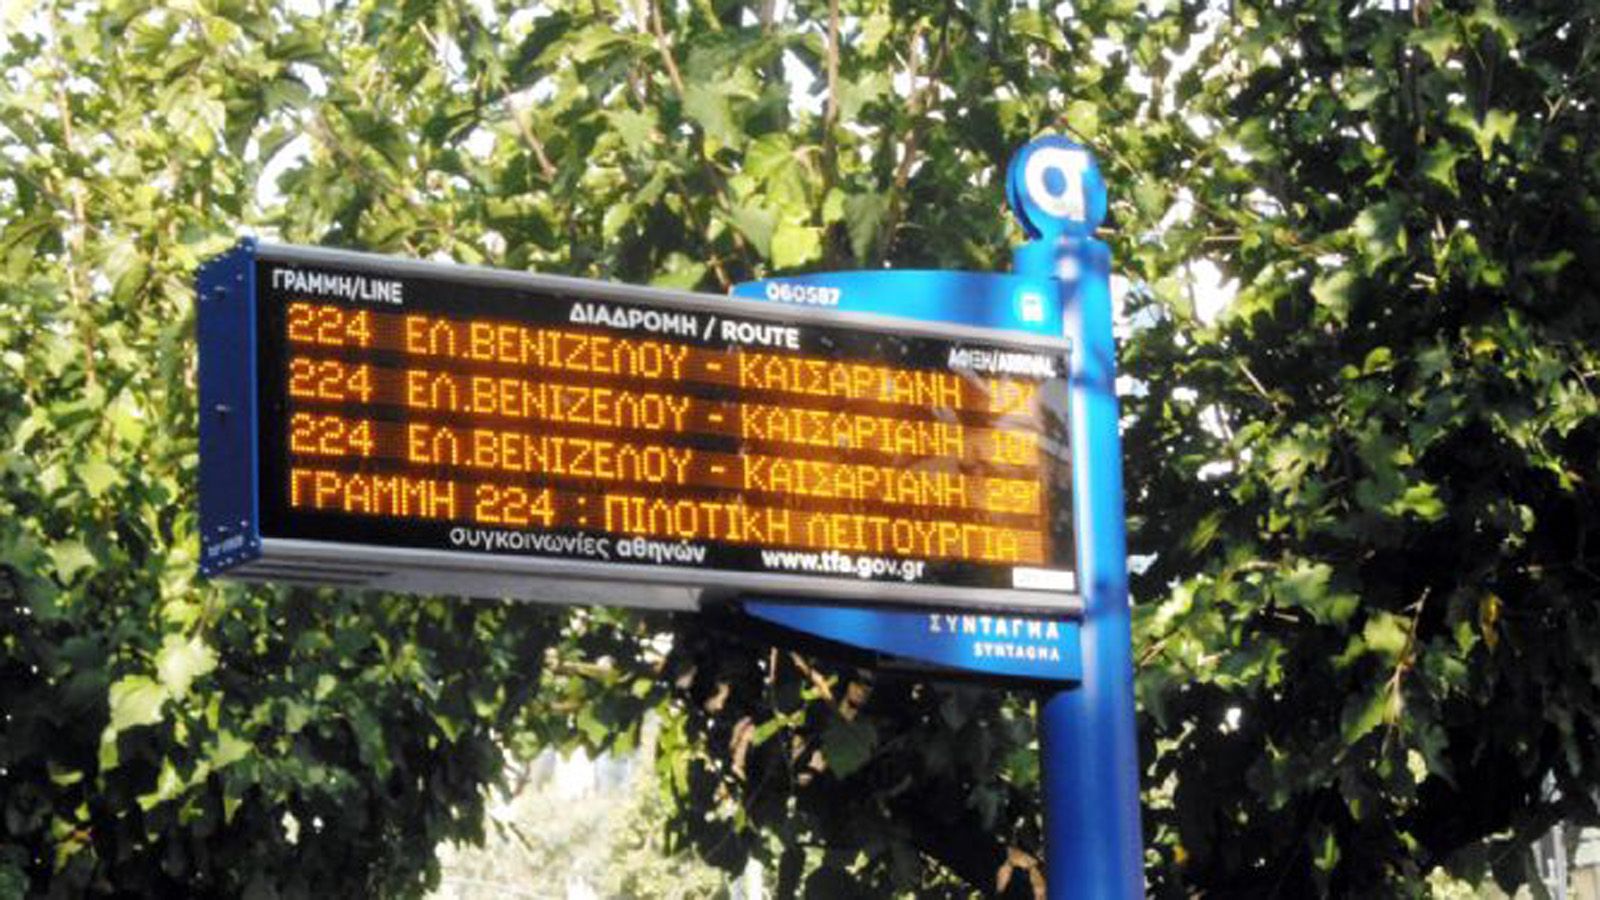 060587
ΓΡΑΜΜΗ/LINE
ΔΙΑΔΡΟΜΗ / ROUTE
ΑΦΙΞΗ/ARRIVAL
224 ΕΛ.ΒΕΝΙΖΕΛΟΥ - ΚΑΙΣΑΡΙΑΝΗ
224 ΕΛ.ΒΕΝΙΖΕΛΟΥ - ΚΑΙΣΑΡΙΑΝΗ
224 ΕΛ.ΒΕΝΙΖΕΛΟΥ - ΚΑΙΣΑΡΙΑΝΗ 29'
ΓΡΑΜΜΗ 224 : ΠΙΛΟΤΙΚΗ ΛΕΙΤΟΥΡΓΙΑ
συγκοινωνίες αθηνών www.tfa.gov.gr
ΣΥΝΤΑΓΜΑ
SYNTAGMA